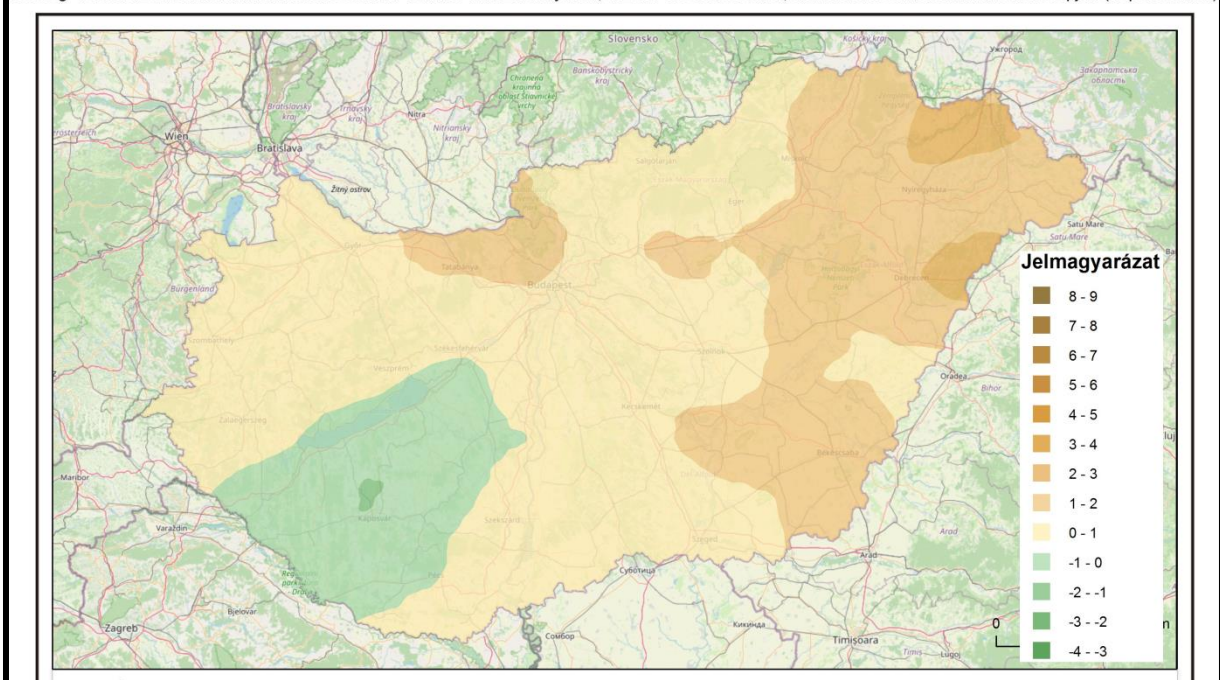 Slovensko
Košický kraj
Ужгород
Закарпатська
область
Chránená
krajinná
oblasť Štiavnické
vrchy
Banskobystrický
kraj
Bratislavský
kraj
Trnavský
kraj
Nitra
Nitriansky
kraj
Wien
Bratislava
Žitný ostrov
Salgótarján
Miskolc
Eger
Nyíregyháza
Satu Mare
Satu Mare
Burgenland
Tatabánya
Budapest
Debrecen
Szombathely
Székesfehérvár
Veszprém
Szolnok
Oradea
Bihor
Zalaegerszeg
Kecskemét
Békéscsaba
Maribor
Kaposvár
Szekszárd
Varaždin
Szeged
Arad
Arad
Суботица
Bjelovar
Zagreb
Сомбор
Кикинда
Timișoara
Timiș
Lugoj
Jelmagyarázat
8 - 9
7 - 8
6 - 7
5 - 6
4 - 5
3 - 4
2 - 3
1 - 2
0 - 1
-1 - 0
-2 - -1
-3 - -2
-4 - -3
0